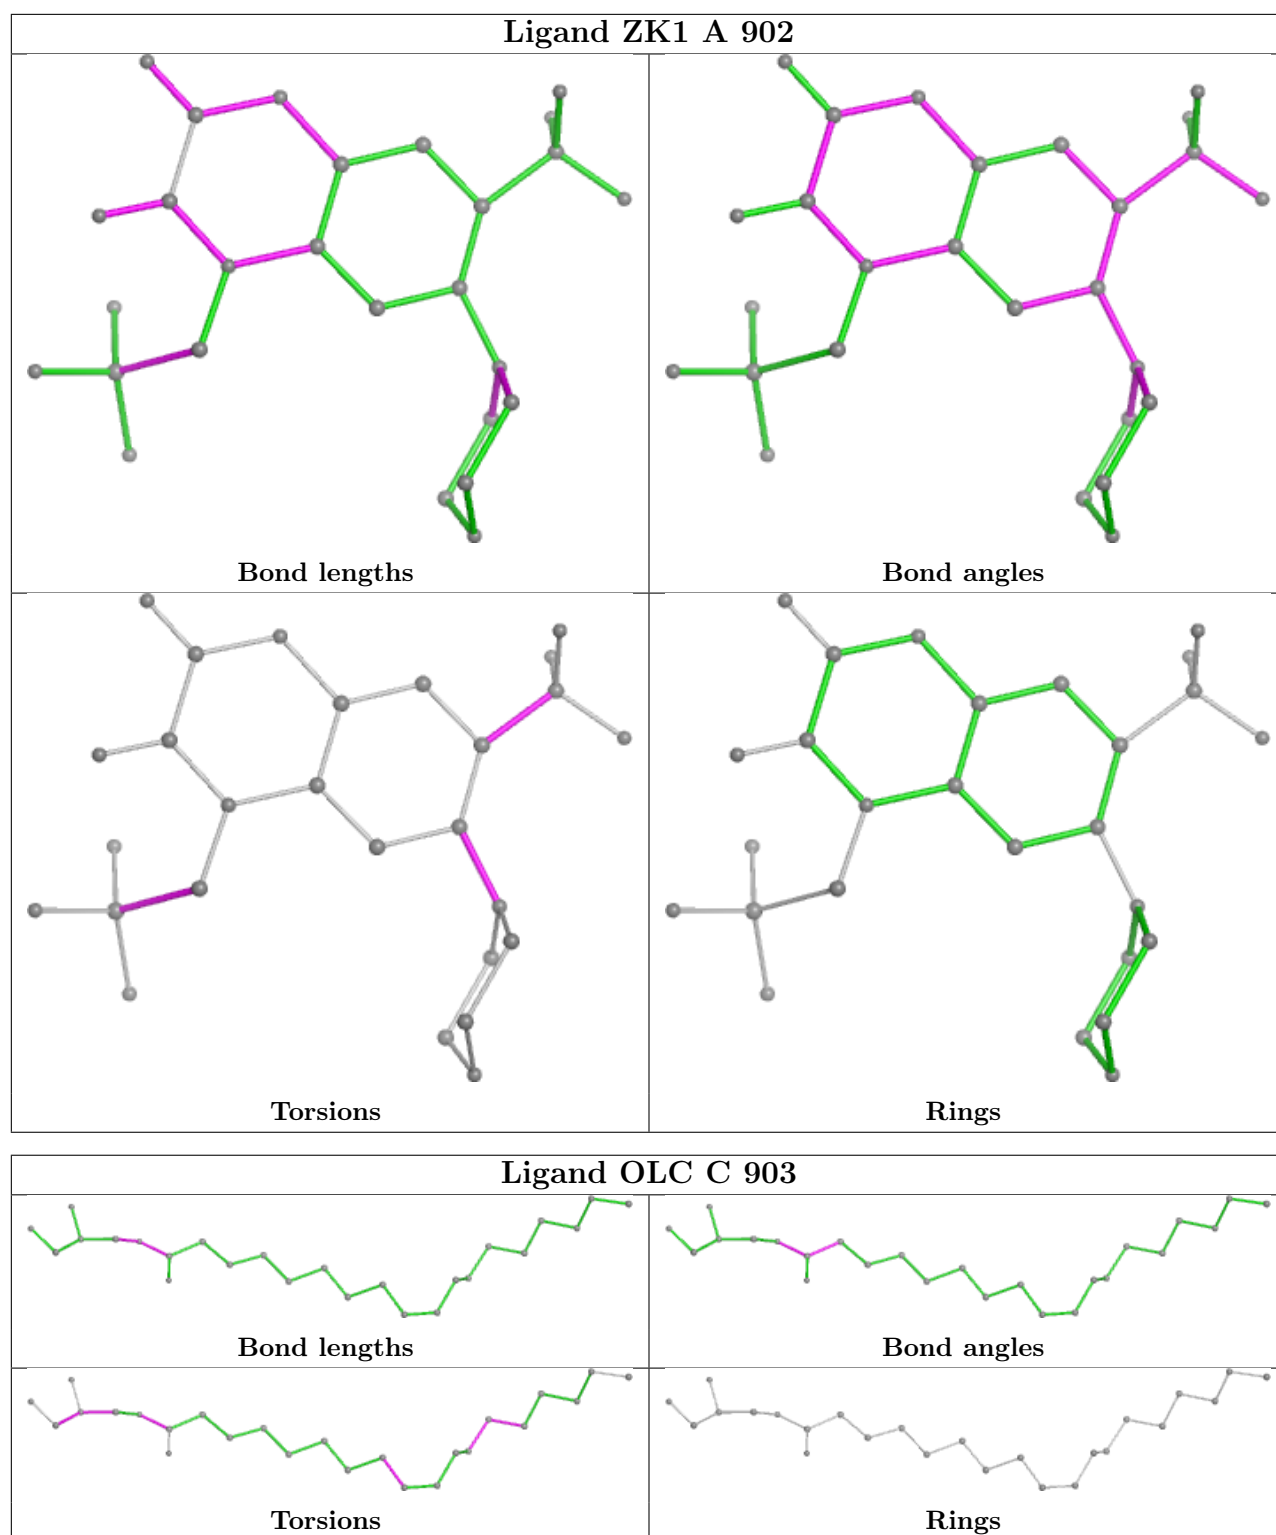 Ligand ZK1 A 902
Bond lengths
Bond angles
Torsions
Rings
Ligand OLC C 903
Bond lengths
Bond angles
Torsions
Rings